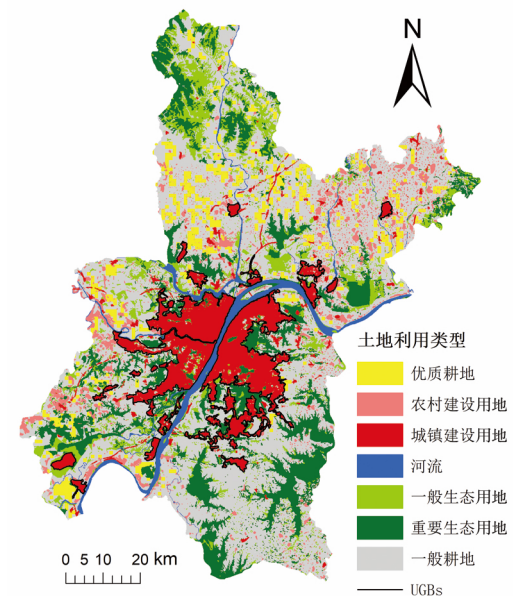 N
土地利用类型
优质耕地
农村建设用地
城镇建设用地
河流
一般生态用地
重要生态用地
一般耕地
UGBs
0 5 10 20 km